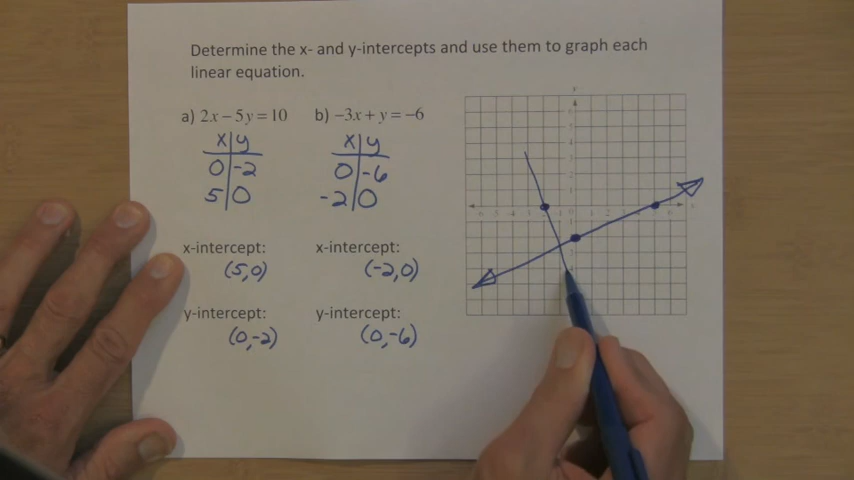 Determine the x- and y-intercepts and use them to graph each
linear equation.
a) 2x − 5y = 10 b) −3x + y = −6
x y
0 -2
5 0
x y
0 -6
-2 0
x-intercept: x-intercept:
(5,0) (-2,0)
y-intercept: y-intercept:
(0,-2) (0,-6)